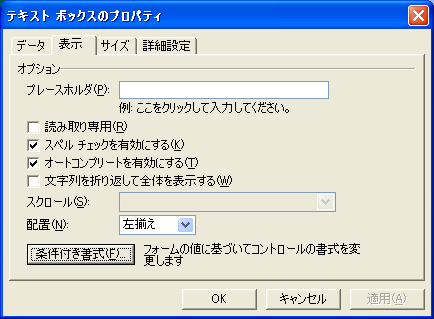 テキスト ボックスのプロパティ
データ 表示 サイズ 詳細設定
オプション
プレースホルダ(P):
例: ここをクリックして入力してください。
読み取り専用(R)
スペル チェックを有効にする(K)
オートコンプリートを有効にする(T)
文字列を折り返して全体を表示する(W)
スクロール(S):
配置(N): 左揃え
条件付き書式(F)... フォームの値に基づいてコントロールの書式を変
更します
OK キャンセル 適用(A)